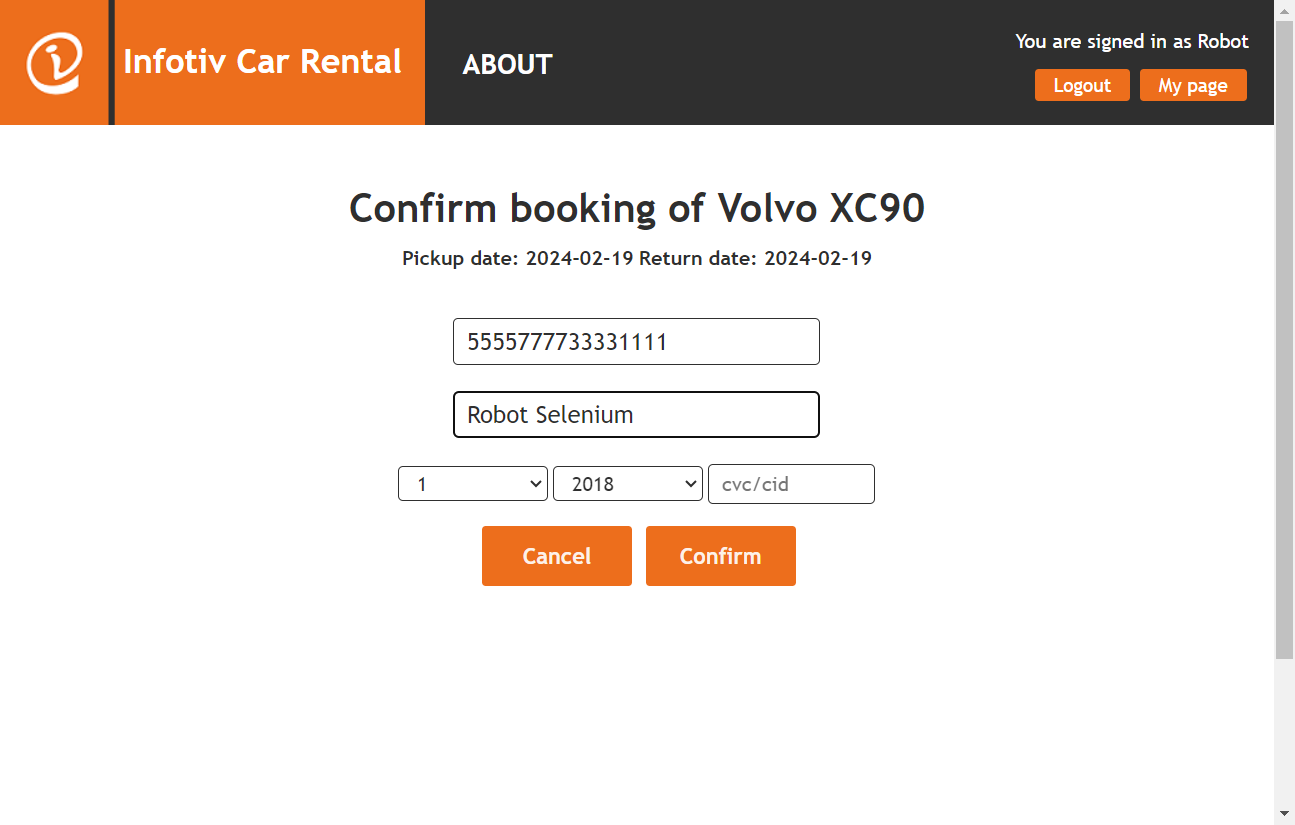 You are signed in as Robot
Infotiv Car Rental
ABOUT
Logout My page
Confirm booking of Volvo XC90
Pickup date: 2024-02-19 Return date: 2024-02-19
5555777733331111
Robot Selenium
1 2018 cvc/cid
Cancel Confirm